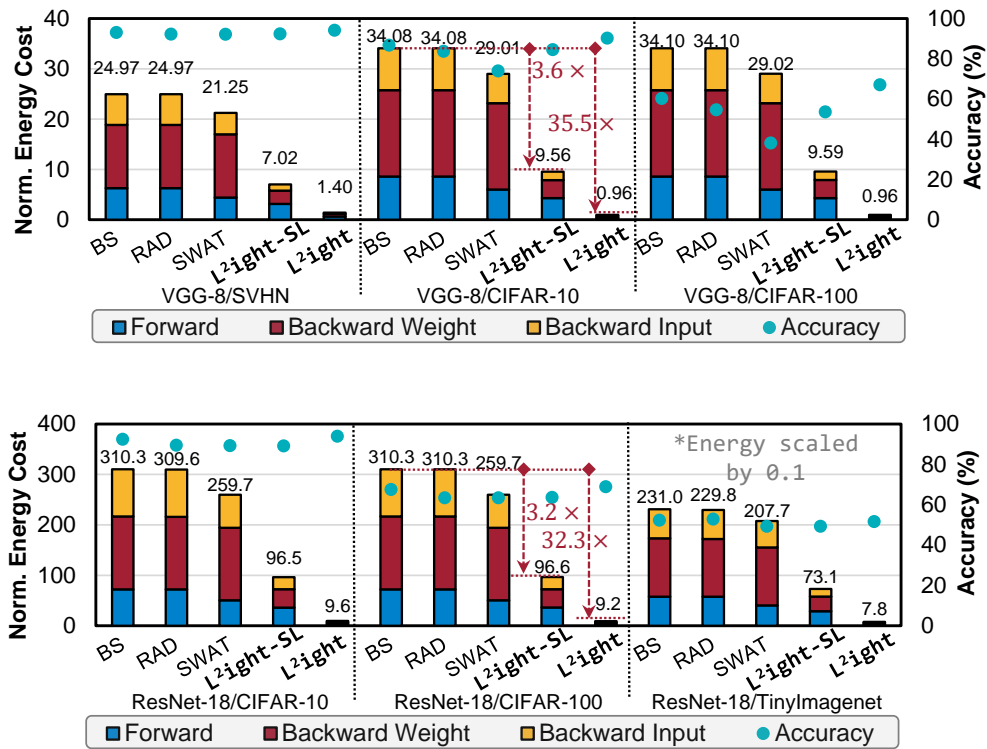 Norm. Energy Cost
40
30
20
10
0
100
80
60
40
20
0
Accuracy (%)
24.97
24.97
21.25
7.02
1.40
34.08
34.08
29.01
9.56
0.96
3.6 ×
35.5 ×
34.10
34.10
29.02
9.59
0.96
BS
RAD
SWAT
L²ight-SL
L²ight
BS
RAD
SWAT
L²ight-SL
L²ight
BS
RAD
SWAT
L²ight-SL
L²ight
VGG-8/SVHN
VGG-8/CIFAR-10
VGG-8/CIFAR-100
Forward Backward Weight Backward Input Accuracy
Norm. Energy Cost
400
300
200
100
0
100
80
60
40
20
0
Accuracy (%)
310.3
309.6
259.7
96.5
9.6
310.3
310.3
259.7
96.6
9.2
3.2 ×
32.3 ×
*Energy scaled
by 0.1
231.0
229.8
207.7
73.1
7.8
BS
RAD
SWAT
L²ight-SL
L²ight
BS
RAD
SWAT
L²ight-SL
L²ight
BS
RAD
SWAT
L²ight-SL
L²ight
ResNet-18/CIFAR-10
ResNet-18/CIFAR-100
ResNet-18/TinyImagenet
Forward Backward Weight Backward Input Accuracy